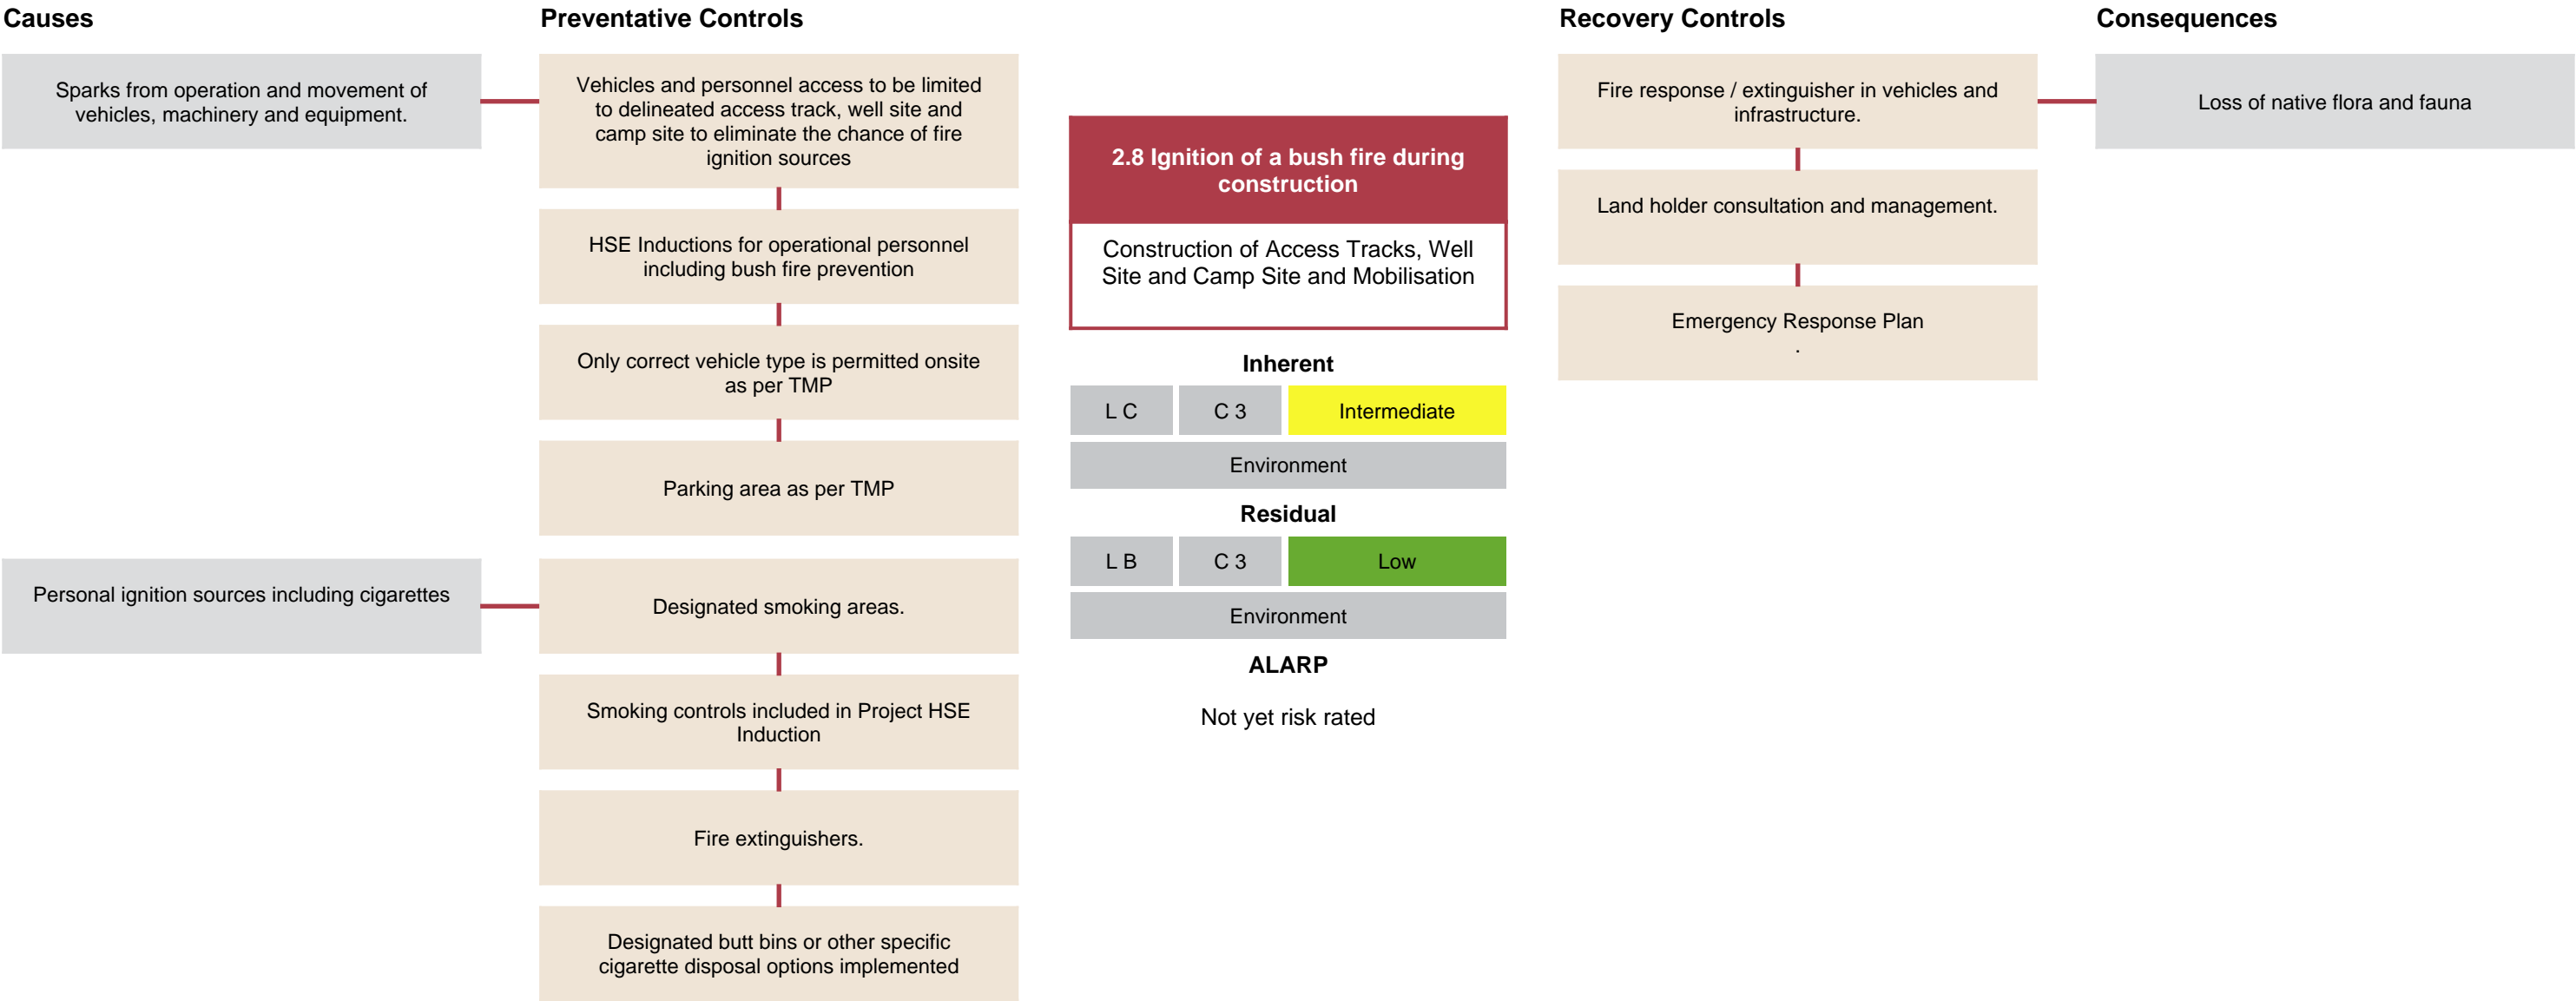 Causes
Preventative Controls
Recovery Controls
Consequences
Sparks from operation and movement of
vehicles, machinery and equipment.
Vehicles and personnel access to be limited
to delineated access track, well site and
camp site to eliminate the chance of fire
ignition sources
HSE Inductions for operational personnel
including bush fire prevention
Only correct vehicle type is permitted onsite
as per TMP
Parking area as per TMP
Personal ignition sources including cigarettes
Designated smoking areas.
Smoking controls included in Project HSE
Induction
Fire extinguishers.
Designated butt bins or other specific
cigarette disposal options implemented
2.8 Ignition of a bush fire during
construction
Construction of Access Tracks, Well
Site and Camp Site and Mobilisation
Inherent
L C
C 3
Intermediate
Environment
Residual
L B
C 3
Low
Environment
ALARP
Not yet risk rated
Fire response / extinguisher in vehicles and
infrastructure.
Land holder consultation and management.
Emergency Response Plan
.
Loss of native flora and fauna